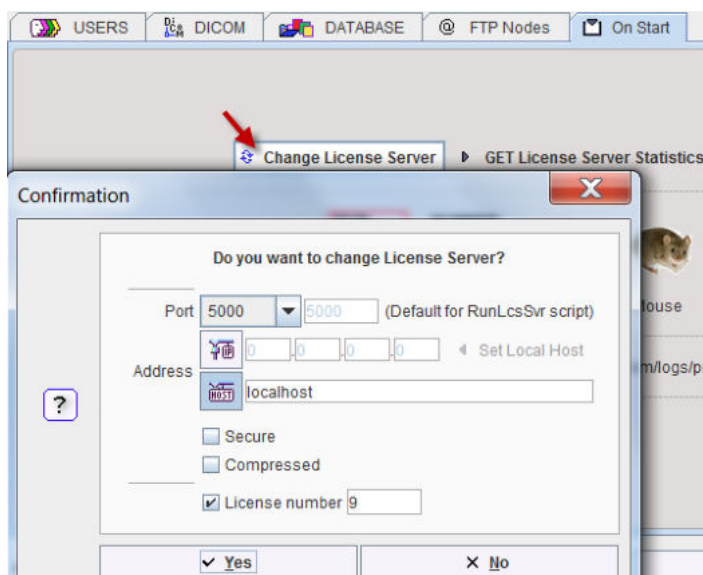 USERS DICOM DATABASE @ FTP Nodes On Start
Change License Server GET License Server Statistics
Confirmation
X
Do you want to change License Server?
Port 5000 5000 (Default for RunLcsSvr script)
IP 0 .0 .0 .0 Set Local Host
Address
HOST localhost
?
Secure
Compressed
License number 9
Yes X No
louse
m/logs/p